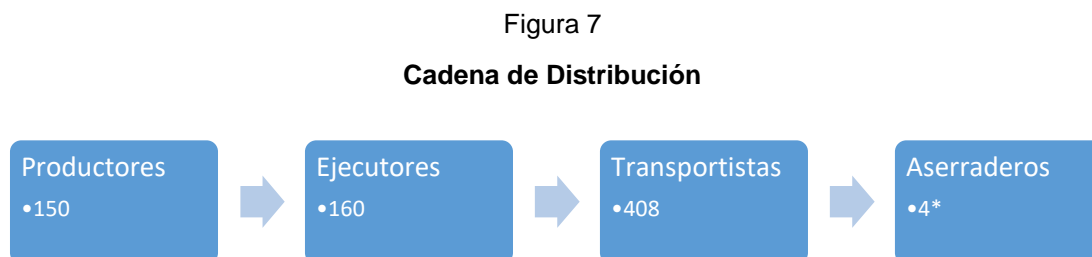 Figura 7
Cadena de Distribución
Productores
•150
Ejecutores
•160
Transportistas
•408
Aserraderos
•4*